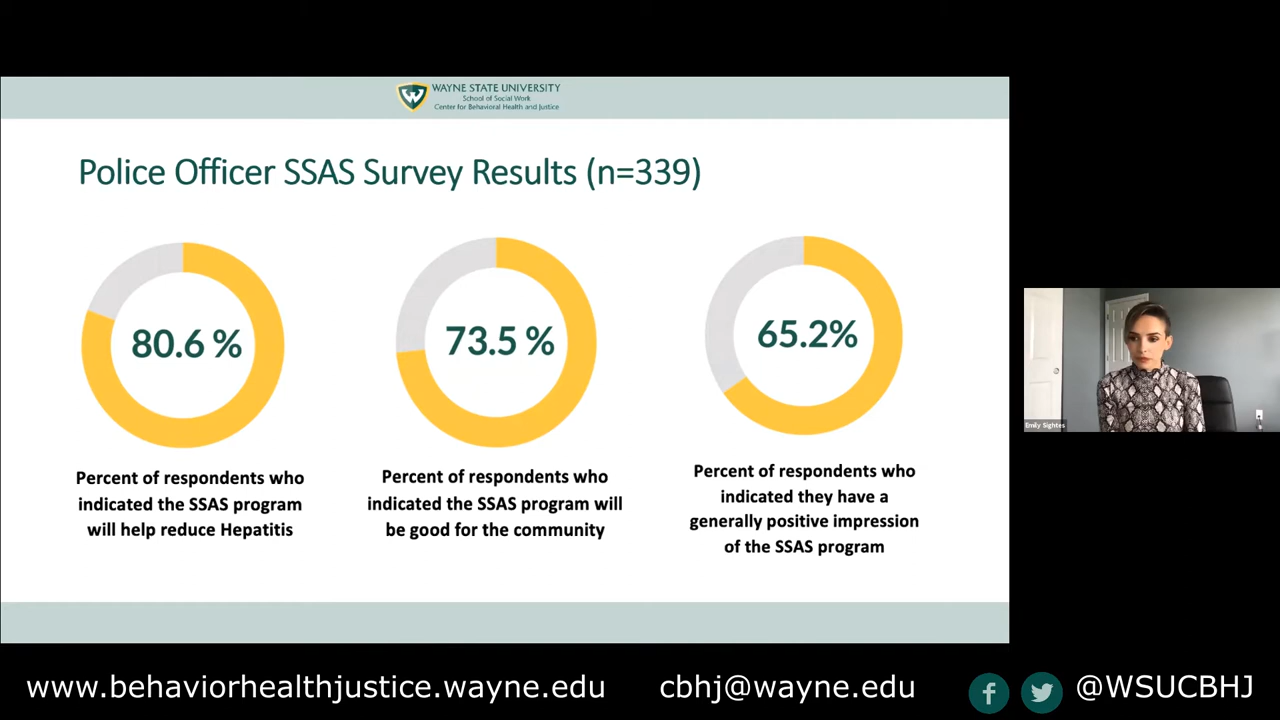 WAYNE STATE UNIVERSITY
School of Social Work
Center for Behavioral Health and Justice
Police Officer SSAS Survey Results (n=339)
80.6 %
73.5 %
65.2%
Percent of respondents who
indicated the SSAS program
will help reduce Hepatitis
Percent of respondents who
indicated the SSAS program will
be good for the community
Percent of respondents who
indicated they have a
generally positive impression
of the SSAS program
Emily Sightes
www.behaviorhealthjustice.wayne.edu
cbhj@wayne.edu
@WSUCBHJ